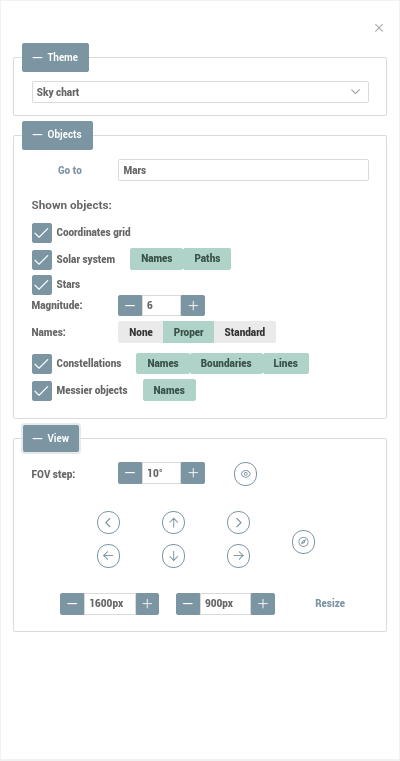 Theme
Sky chart
Objects
Go to Mars
Shown objects:
Coordinates grid
Solar system Names Paths
Stars
Magnitude: 6
Names: None Proper Standard
Constellations Names Boundaries Lines
Messier objects Names
View
FOV step: 10°
1600px 900px Resize